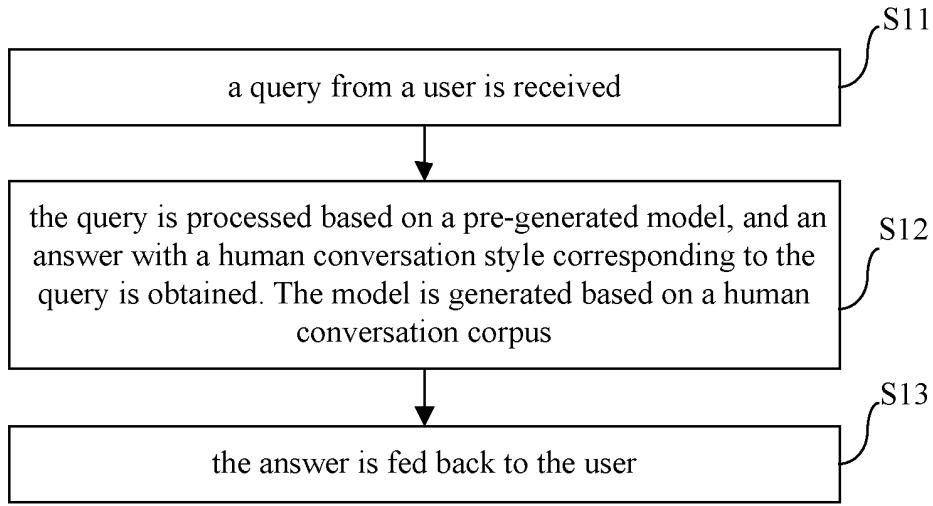 S11
a query from a user is received
the query is processed based on a pre-generated model, and an
answer with a human conversation style corresponding to the
query is obtained. The model is generated based on a human
conversation corpus
S12
the answer is fed back to the user
S13